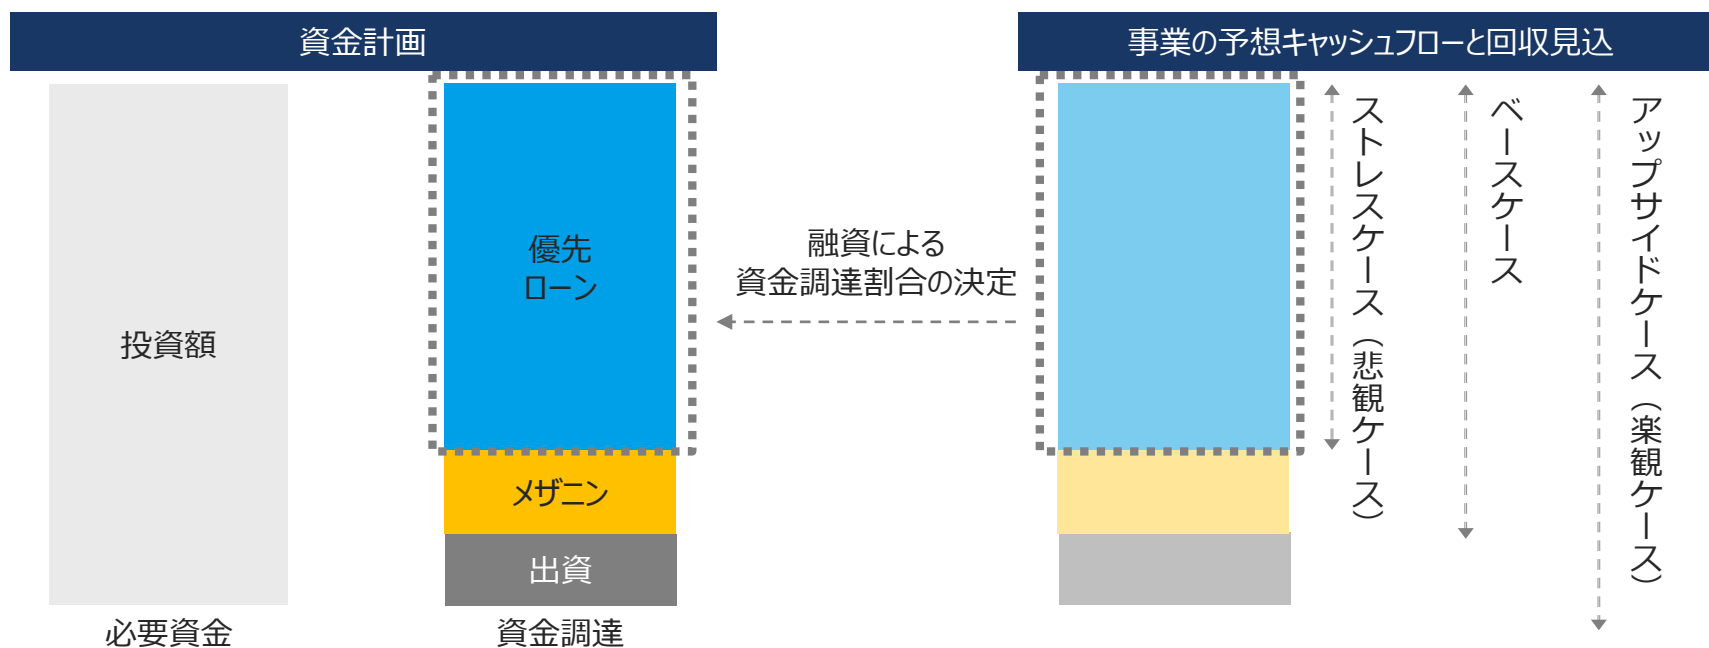 資金計画
投資額
必要資金
優先
ローン
メザニン
出資
資金調達
融資による
資金調達割合の決定
事業の予想キャッシュフローと回収見込
ストレスケース（悲観ケース）
ベースケース
アップサイドケース（楽観ケース）